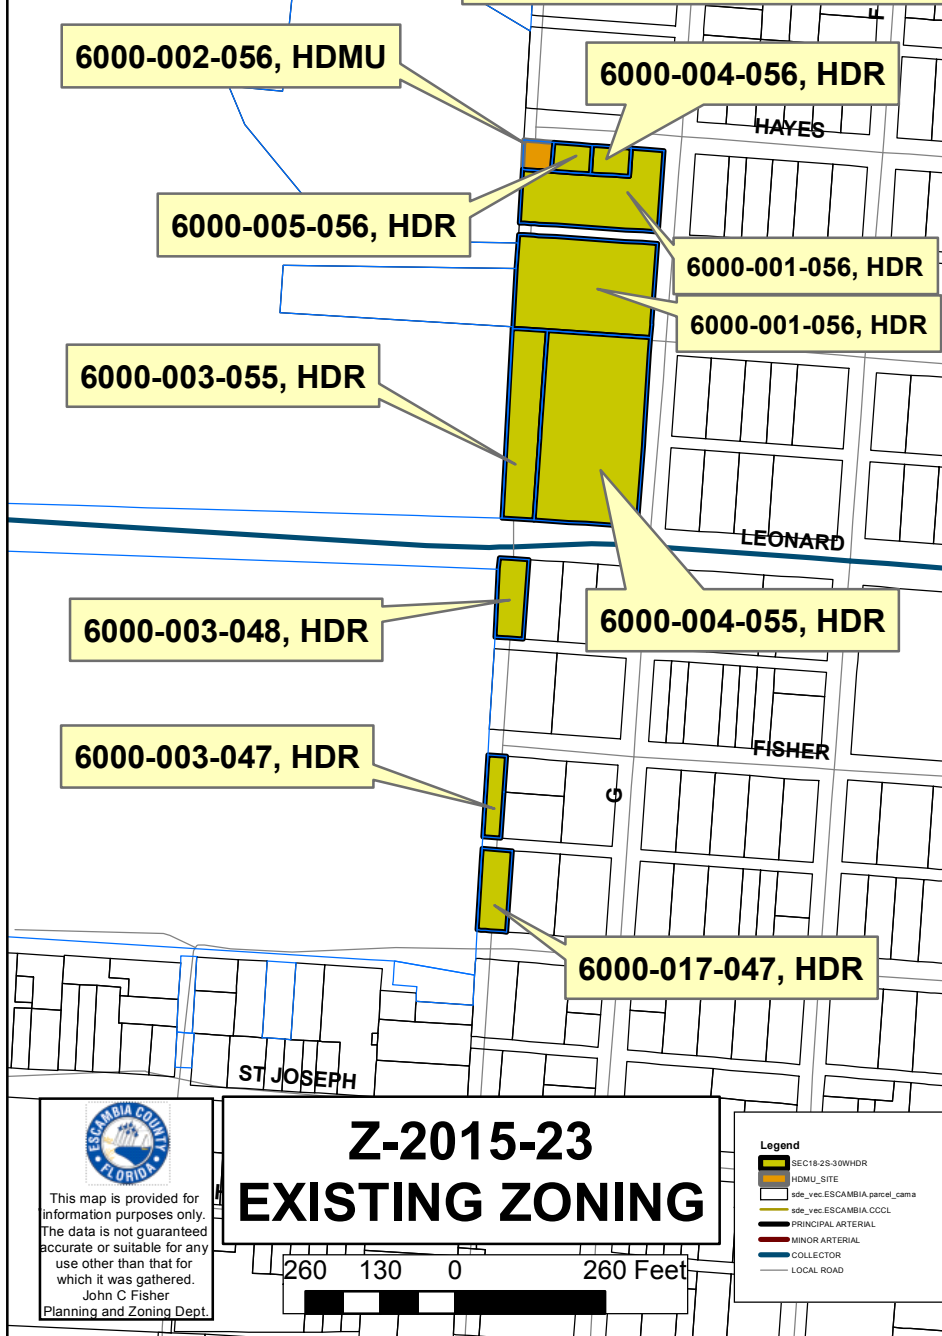 F
6000-002-056, HDMU
6000-004-056, HDR
HAYES
6000-005-056, HDR
6000-001-056, HDR
6000-001-056, HDR
6000-003-055, HDR
LEONARD
6000-003-048, HDR
6000-004-055, HDR
6000-003-047, HDR
FISHER
G
6000-017-047, HDR
ST JOSEPH
ESCAMBIA COUNTY
FLORIDA
This map is provided for
information purposes only.
The data is not guaranteed
accurate or suitable for any
use other than that for
which it was gathered.
John C Fisher
Planning and Zoning Dept.
Z-2015-23
EXISTING ZONING
260 130 0 260 Feet
Legend
SEC18-2S-30WHDR
HDMU_SITE
sde_vec.ESCAMBIA.parcel_cama
sde_vec.ESCAMBIA.CCCL
PRINCIPAL ARTERIAL
MINOR ARTERIAL
COLLECTOR
LOCAL ROAD